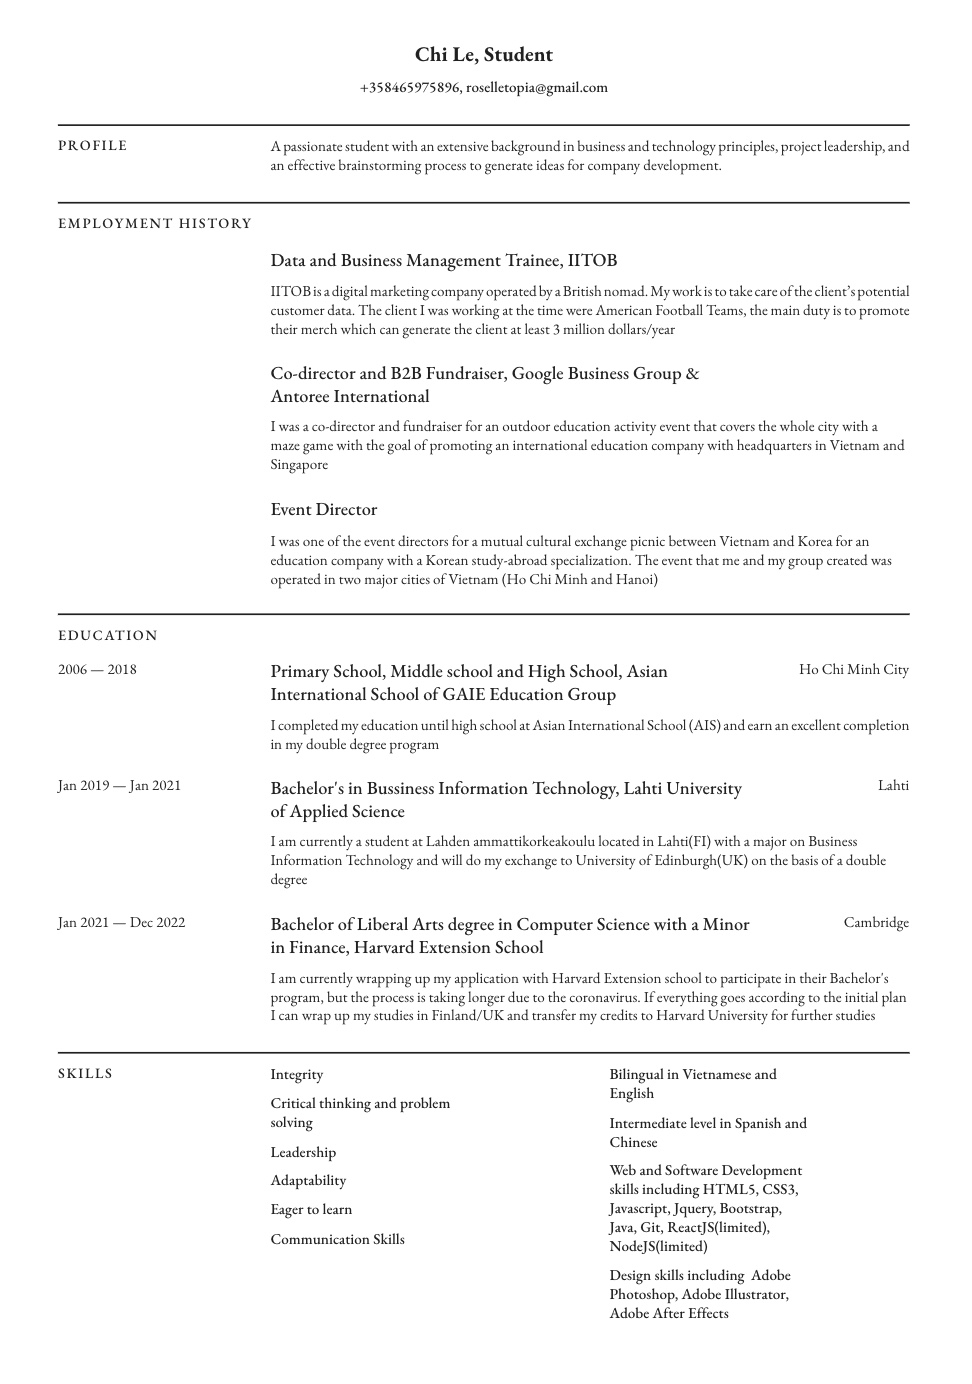 Chi Le, Student
+358465975896, roselletopia@gmail.com
PROFILE
A passionate student with an extensive background in business and technology principles, project leadership, and
an effective brainstorming process to generate ideas for company development.
EMPLOYMENT HISTORY
Data and Business Management Trainee, IITOB
IITOB is a digital marketing company operated by a British nomad. My work is to take care of the client's potential
customer data. The client I was working at the time were American Football Teams, the main duty is to promote
their merch which can generate the client at least 3 million dollars/year
Co-director and B2B Fundraiser, Google Business Group &
Antoree International
I was a co-director and fundraiser for an outdoor education activity event that covers the whole city with a
maze game with the goal of promoting an international education company with headquarters in Vietnam and
Singapore
Event Director
I was one of the event directors for a mutual cultural exchange picnic between Vietnam and Korea for an
education company with a Korean study-abroad specialization. The event that me and my group created was
operated in two major cities of Vietnam (Ho Chi Minh and Hanoi)
EDUCATION
2006 — 2018
Primary School, Middle school and High School, Asian
International School of GAIE Education Group
Ho Chi Minh City
I completed my education until high school at Asian International School (AIS) and earn an excellent completion
in my double degree program
Jan 2019 — Jan 2021
Bachelor's in Bussiness Information Technology, Lahti University
of Applied Science
Lahti
I am currently a student at Lahden ammattikorkeakoulu located in Lahti(FI) with a major on Business
Information Technology and will do my exchange to University of Edinburgh(UK) on the basis of a double
degree
Jan 2021 — Dec 2022
Bachelor of Liberal Arts degree in Computer Science with a Minor
in Finance, Harvard Extension School
Cambridge
I am currently wrapping up my application with Harvard Extension school to participate in their Bachelor's
program, but the process is taking longer due to the coronavirus. If everything goes according to the initial plan
I can wrap up my studies in Finland/UK and transfer my credits to Harvard University for further studies
SKILLS
Integrity
Critical thinking and problem
solving
Leadership
Adaptability
Eager to learn
Communication Skills
Bilingual in Vietnamese and
English
Intermediate level in Spanish and
Chinese
Web and Software Development
skills including HTML5, CSS3,
Javascript, Jquery, Bootstrap,
Java, Git, ReactJS(limited),
NodeJS(limited)
Design skills including  Adobe
Photoshop, Adobe Illustrator,
Adobe After Effects